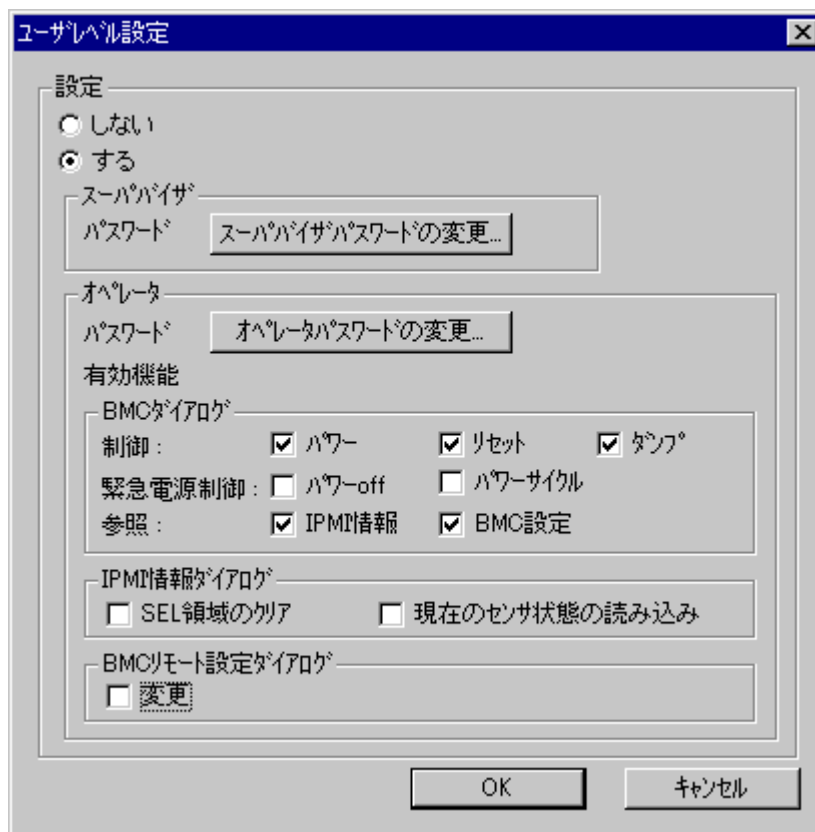 ﾕｰｻﾞﾚﾍﾞﾙ設定
設定
しない
する
ｽｰﾊﾟﾊﾞｲｻﾞ
ﾊﾟｽﾜｰﾄﾞ ｽｰﾊﾟﾊﾞｲｻﾞﾊﾟｽﾜｰﾄﾞの変更...
ｵﾍﾟﾚｰﾀ
ﾊﾟｽﾜｰﾄﾞ ｵﾍﾟﾚｰﾀﾊﾟｽﾜｰﾄﾞの変更...
有効機能
BMCﾀﾞｲｱﾛｸﾞ
制御： ﾊﾟﾜｰ ﾘｾｯﾄ ﾀﾞﾝﾌﾟ
緊急電源制御： ﾊﾟﾜｰoff ﾊﾟﾜｰｻｲｸﾙ
参照： IPMI情報 BMC設定
IPMI情報ﾀﾞｲｱﾛｸﾞ
SEL領域のｸﾘｱ 現在のｾﾝｻ状態の読み込み
BMCﾘﾓｰﾄ設定ﾀﾞｲｱﾛｸﾞ
変更
OK ｷｬﾝｾﾙ